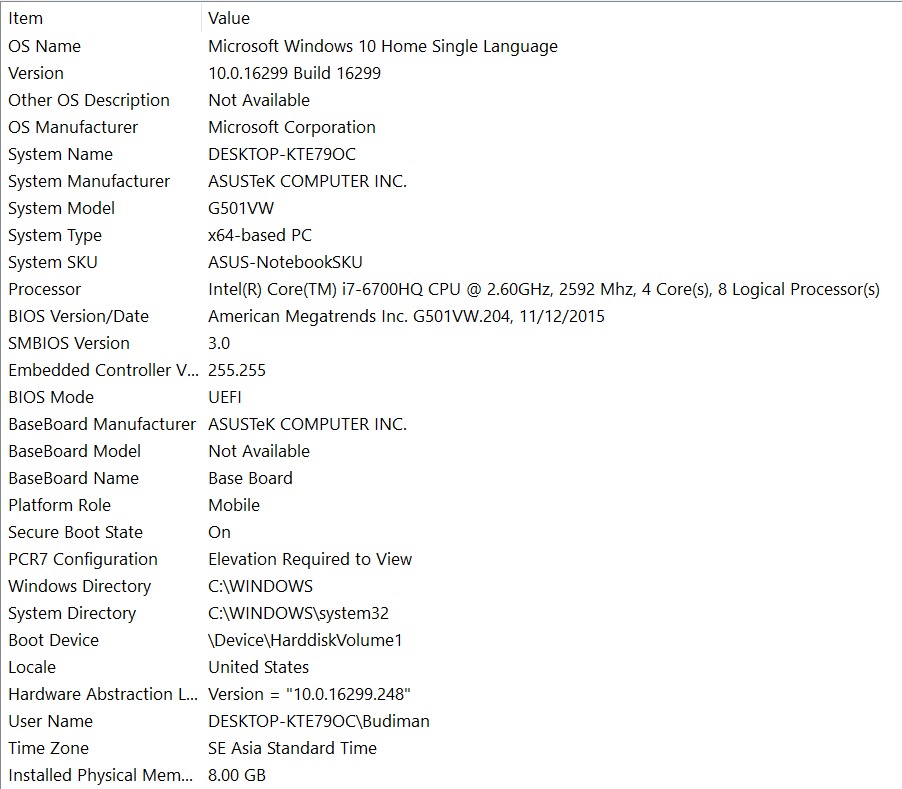 Item Value
OS Name Microsoft Windows 10 Home Single Language
Version 10.0.16299 Build 16299
Other OS Description Not Available
OS Manufacturer Microsoft Corporation
System Name DESKTOP-KTE79OC
System Manufacturer ASUSTeK COMPUTER INC.
System Model G501VW
System Type x64-based PC
System SKU ASUS-NotebookSKU
Processor Intel(R) Core(TM) i7-6700HQ CPU @ 2.60GHz, 2592 Mhz, 4 Core(s), 8 Logical Processor(s)
BIOS Version/Date American Megatrends Inc. G501VW.204, 11/12/2015
SMBIOS Version 3.0
Embedded Controller V... 255.255
BIOS Mode UEFI
BaseBoard Manufacturer ASUSTeK COMPUTER INC.
BaseBoard Model Not Available
BaseBoard Name Base Board
Platform Role Mobile
Secure Boot State On
PCR7 Configuration Elevation Required to View
Windows Directory C:\WINDOWS
System Directory C:\WINDOWS\system32
Boot Device \Device\HarddiskVolume1
Locale United States
Hardware Abstraction L... Version = "10.0.16299.248"
User Name DESKTOP-KTE79OC\Budiman
Time Zone SE Asia Standard Time
Installed Physical Mem... 8.00 GB